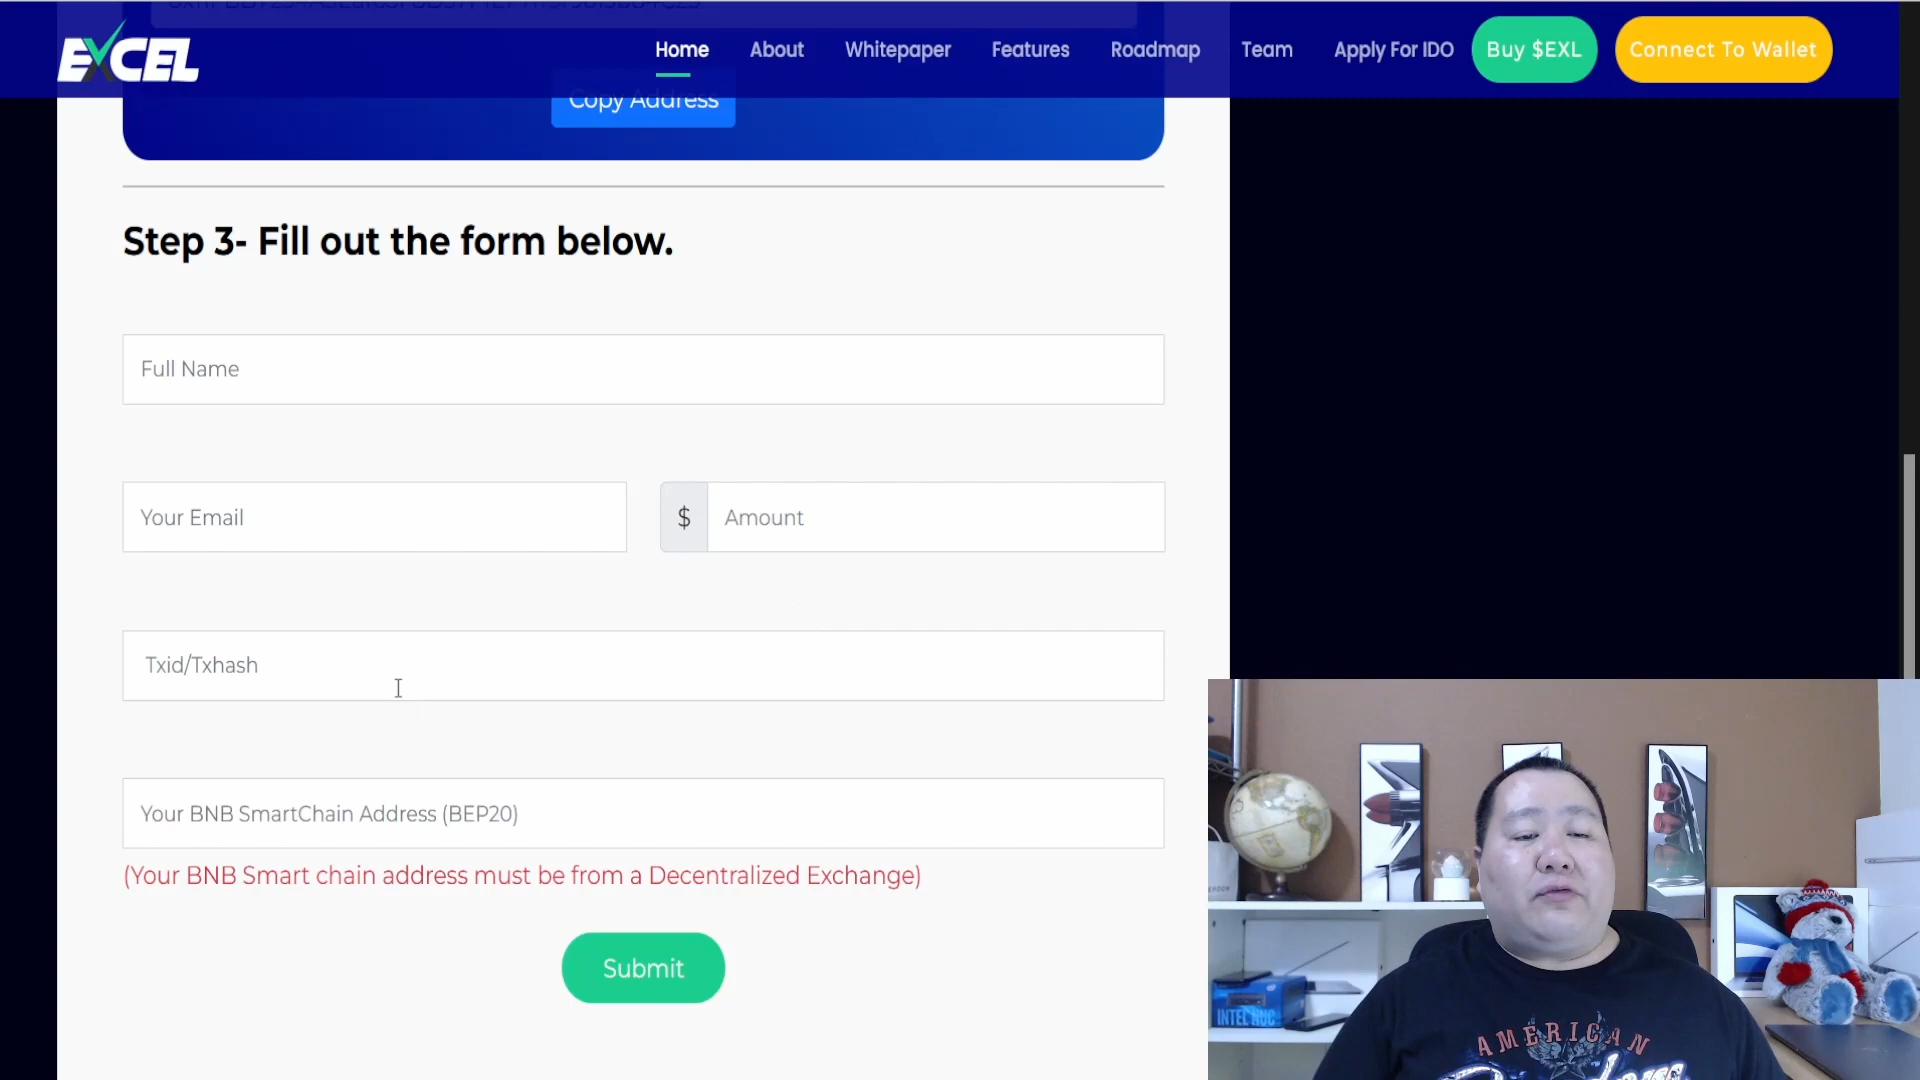 EXCEL
Home About Whitepaper Features Roadmap Team Apply For IDO Buy $EXL Connect To Wallet
Copy Address
Step 3- Fill out the form below.
Full Name
Your Email
$ Amount
Txid/Txhash
Your BNB SmartChain Address (BEP20)
(Your BNB Smart chain address must be from a Decentralized Exchange)
Submit
INTEL NUC
AMERICAN